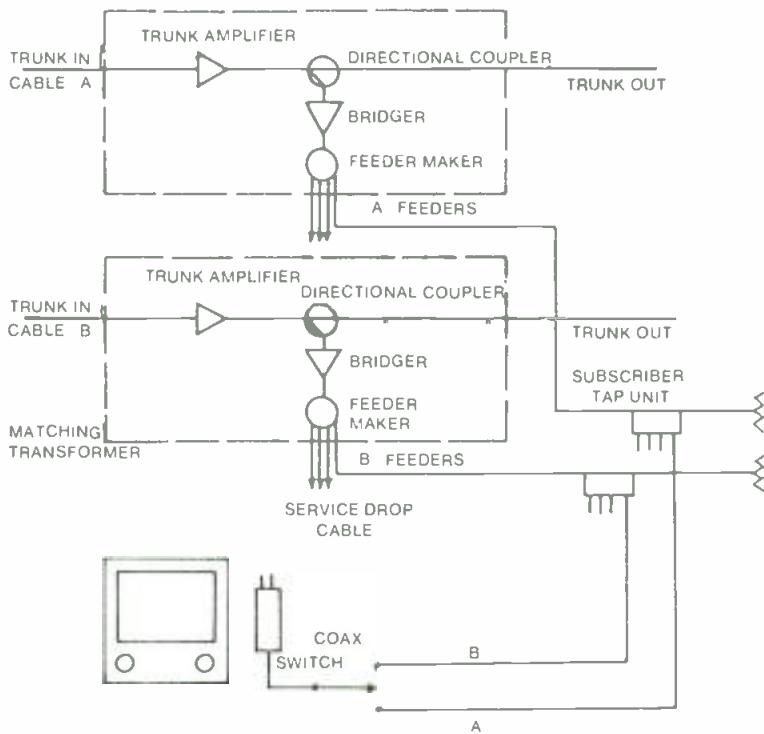 TRUNK AMPLIFIER
TRUNK IN
CABLE A
DIRECTIONAL COUPLER
TRUNK OUT
BRIDGER
FEEDER MAKER
A FEEDERS
TRUNK AMPLIFIER
DIRECTIONAL COUPLER
TRUNK IN
CABLE B
TRUNK OUT
BRIDGER
SUBSCRIBER
TAP UNIT
FEEDER
MAKER
MATCHING
TRANSFORMER
B FEEDERS
SERVICE DROP
CABLE
COAX
SWITCH
B
A